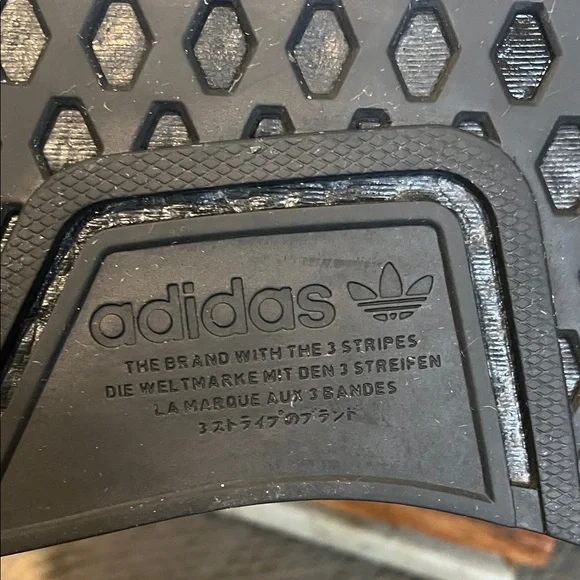 adidas
THE BRAND WITH THE 3 STRIPES
DIE WELTMARKE MIT DEN 3 STREIFEN
LA MARQUE AUX 3 BANDES
3ストライプのブランド